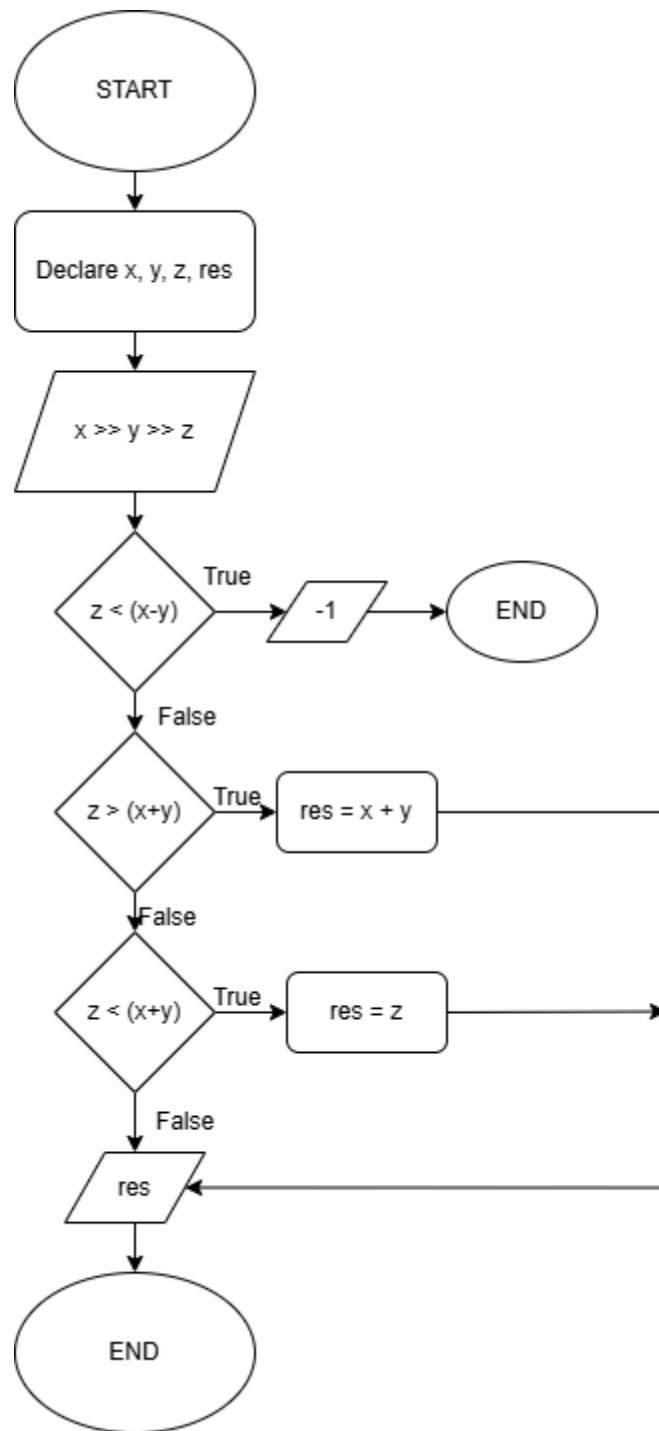 START
Declare x, y, z, res
x >> y >> z
z < (x-y)
True
-1
END
False
z > (x+y)
True
res = x + y
False
z < (x+y)
True
res = z
False
res
END